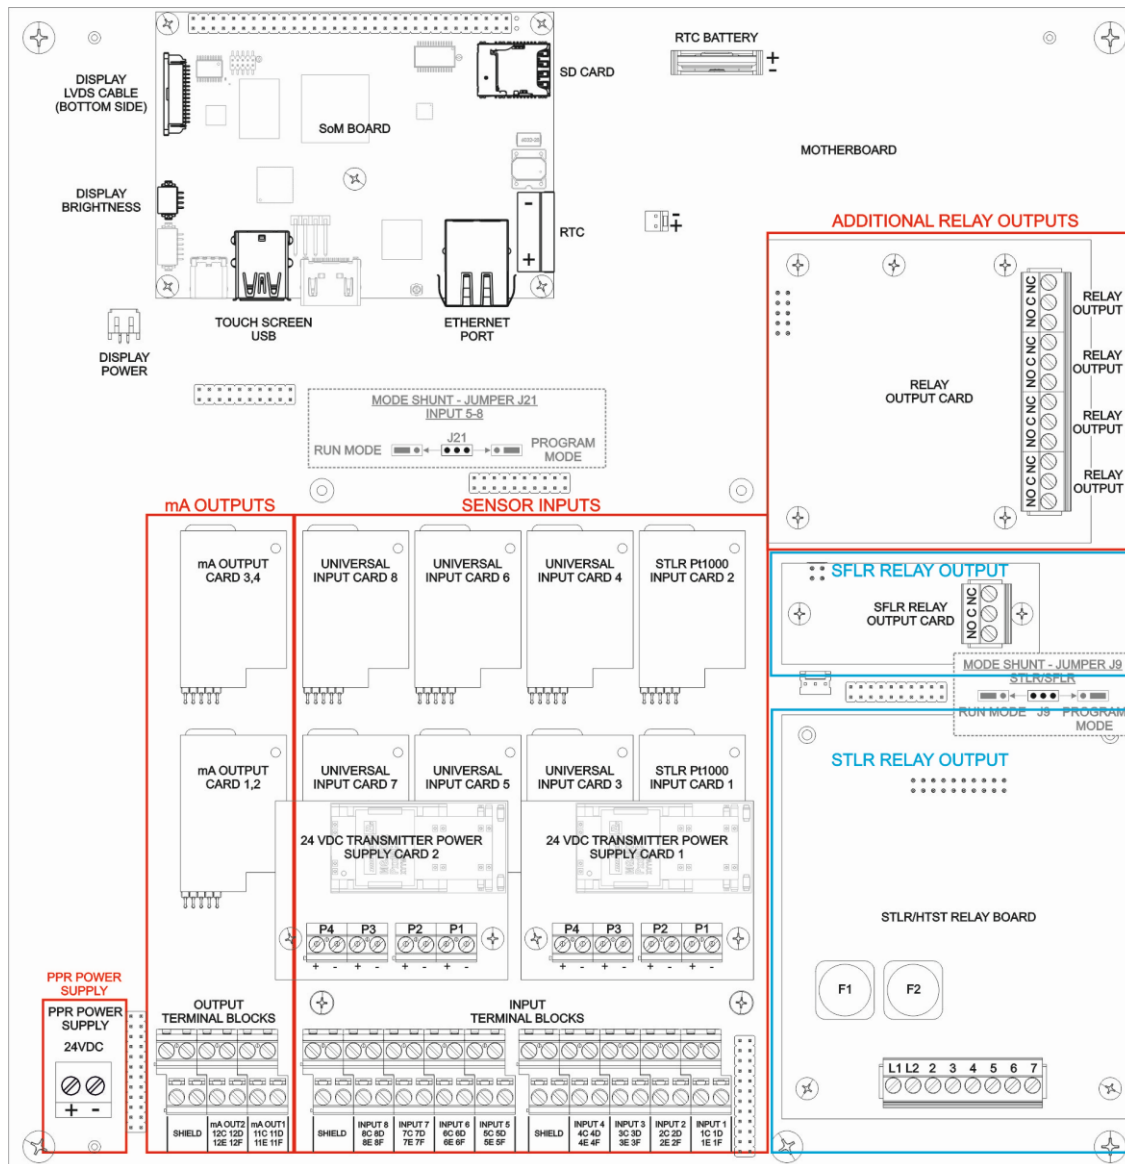 RTC BATTERY
+
-
DISPLAY
LVDS CABLE
(BOTTOM SIDE)
SD CARD
SoM BOARD
MOTHERBOARD
DISPLAY
BRIGHTNESS
-
+
RTC
-
+
ADDITIONAL RELAY OUTPUTS
TOUCH SCREEN
USB
ETHERNET
PORT
DISPLAY
POWER
RELAY
OUTPUT CARD
NO C NC
RELAY
OUTPUT
NO C NC
RELAY
OUTPUT
NO C NC
RELAY
OUTPUT
NO C NC
RELAY
OUTPUT
MODE SHUNT - JUMPER J21
INPUT 5-8
RUN MODE
J21
PROGRAM
MODE
mA OUTPUTS
SENSOR INPUTS
mA OUTPUT
CARD 3,4
UNIVERSAL
INPUT CARD 8
UNIVERSAL
INPUT CARD 6
UNIVERSAL
INPUT CARD 4
STLR Pt1000
INPUT CARD 2
SFLR RELAY OUTPUT
SFLR RELAY
OUTPUT CARD
NO C NC
MODE SHUNT - JUMPER J9
STLR/SFLR
RUN MODE J9 PROGRAM
MODE
mA OUTPUT
CARD 1,2
UNIVERSAL
INPUT CARD 7
UNIVERSAL
INPUT CARD 5
UNIVERSAL
INPUT CARD 3
STLR Pt1000
INPUT CARD 1
STLR RELAY OUTPUT
24 VDC TRANSMITTER POWER
SUPPLY CARD 2
24 VDC TRANSMITTER POWER
SUPPLY CARD 1
P4 P3 P2 P1
+ - + - + - + -
P4 P3 P2 P1
+ - + - + - + -
STLR/HTST RELAY BOARD
F1 F2
L1 L2 2 3 4 5 6 7
PPR POWER
SUPPLY
PPR POWER
SUPPLY
24VDC
+ -
OUTPUT
TERMINAL BLOCKS
INPUT
TERMINAL BLOCKS
SHIELD
mA OUT2
12C 12D
12E 12F
mA OUT1
11C 11D
11E 11F
SHIELD
INPUT 8
8C 8D
8E 8F
INPUT 7
7C 7D
7E 7F
INPUT 6
6C 6D
6E 6F
INPUT 5
5C 5D
5E 5F
SHIELD
INPUT 4
4C 4D
4E 4F
INPUT 3
3C 3D
3E 3F
INPUT 2
2C 2D
2E 2F
INPUT 1
1C 1D
1E 1F